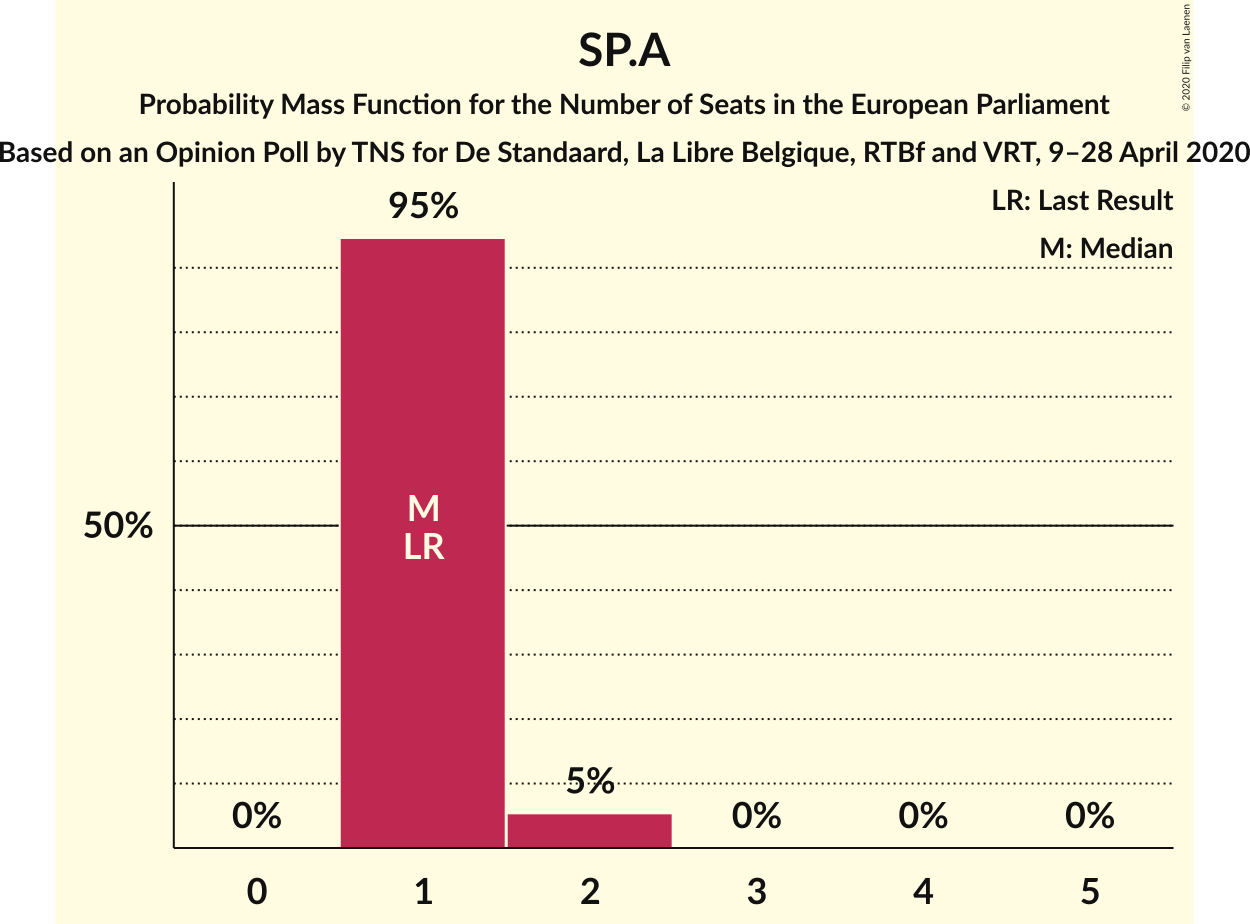 SP.A
Probability Mass Function for the Number of Seats in the European Parliament
Based on an Opinion Poll by TNS for De Standaard, La Libre Belgique, RTBf and VRT, 9–28 April 2020
© 2020 Filip van Laenen
LR: Last Result
M: Median
95%
50%
M
LR
0%
5%
0%
0%
0%
0
1
2
3
4
5